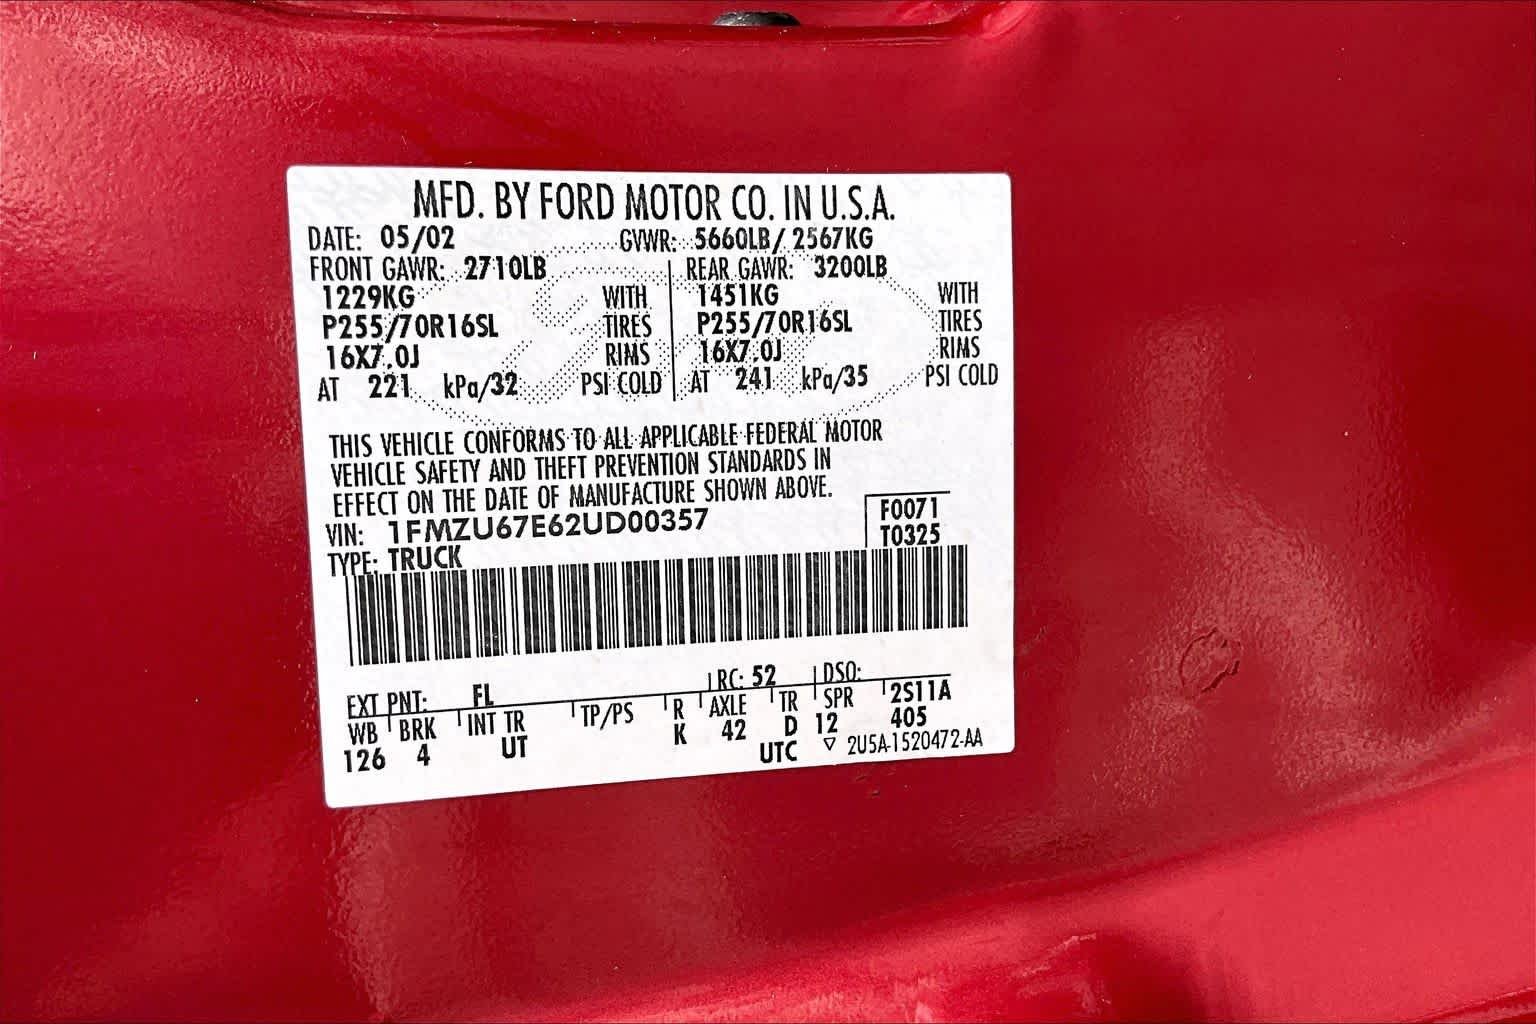 MFD. BY FORD MOTOR CO. IN U.S.A.
DATE: 05/02 GVWR: 5660LB/ 2567KG
FRONT GAWR: 2710LB REAR GAWR: 3200LB
1229KG WITH 1451KG WITH
P255/70R16SL TIRES P255/70R16SL TIRES
16X7.0J RIMS 16X7.0J RIMS
AT 221 kPa/32 PSI COLD AT 241 kPa/35 PSI COLD
THIS VEHICLE CONFORMS TO ALL APPLICABLE FEDERAL MOTOR
VEHICLE SAFETY AND THEFT PREVENTION STANDARDS IN
EFFECT ON THE DATE OF MANUFACTURE SHOWN ABOVE.
VIN: 1FMZU67E62UD00357 F0071
TYPE: TRUCK T0325
EXT PNT: FL RC: 52 DSO:
WB BRK INT TR TP/PS R AXLE TR SPR 2S11A
126 4 UT K 42 D 12 405
UTC ▽ 2U5A-1520472-AA